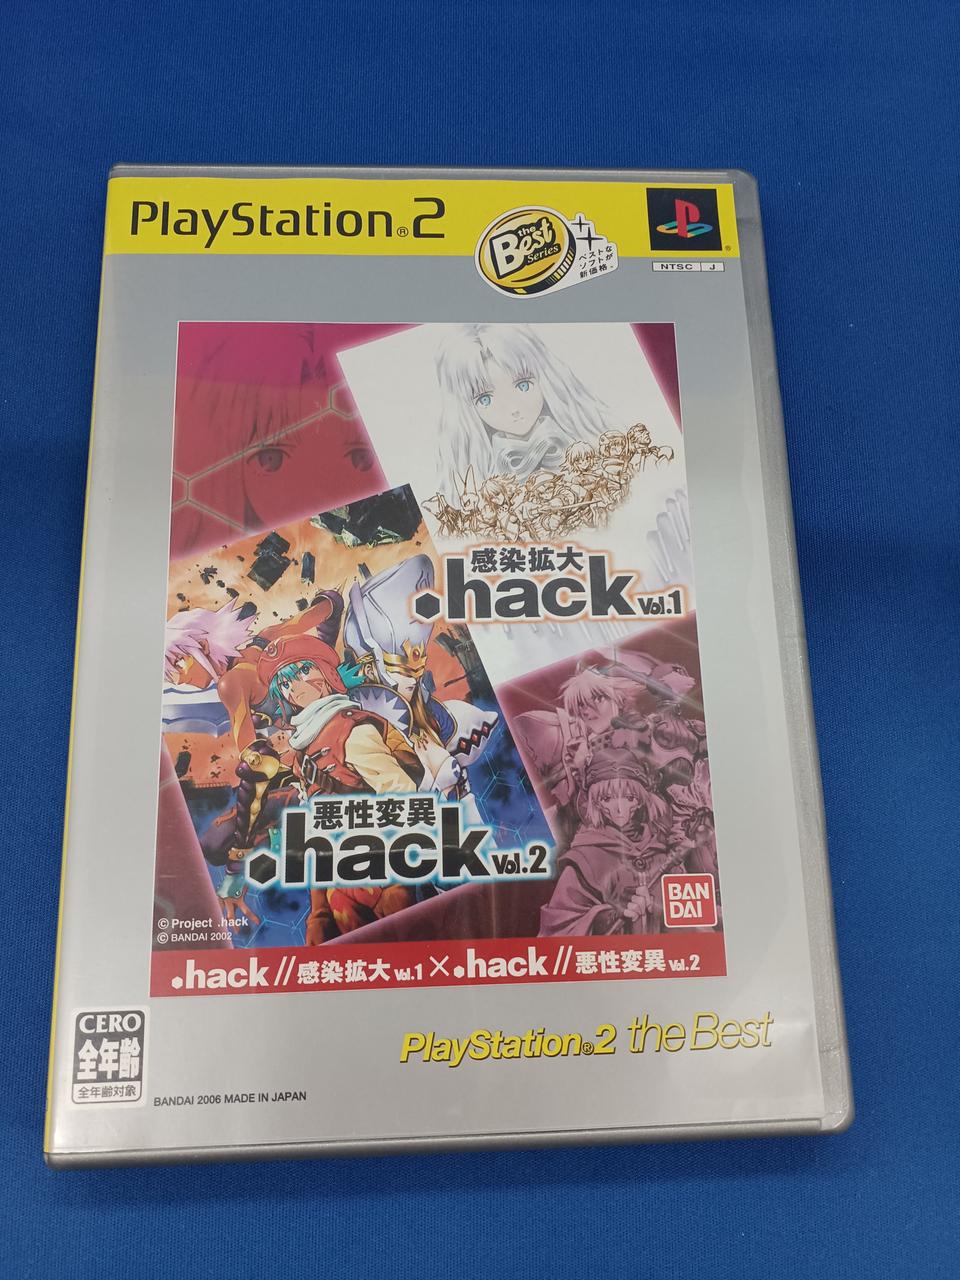 PlayStation®2
the Best Series
ベストな
ソフトが
新価格。
®
NTSC J
感染拡大
.hack Vol.1
悪性変異
.hack Vol.2
BAN
DAI
© Project .hack
© BANDAI 2002
.hack//感染拡大 Vol.1×.hack//悪性変異 Vol.2
CERO
全年齢
全年齢対象
PlayStation®2 the Best
BANDAI 2006 MADE IN JAPAN